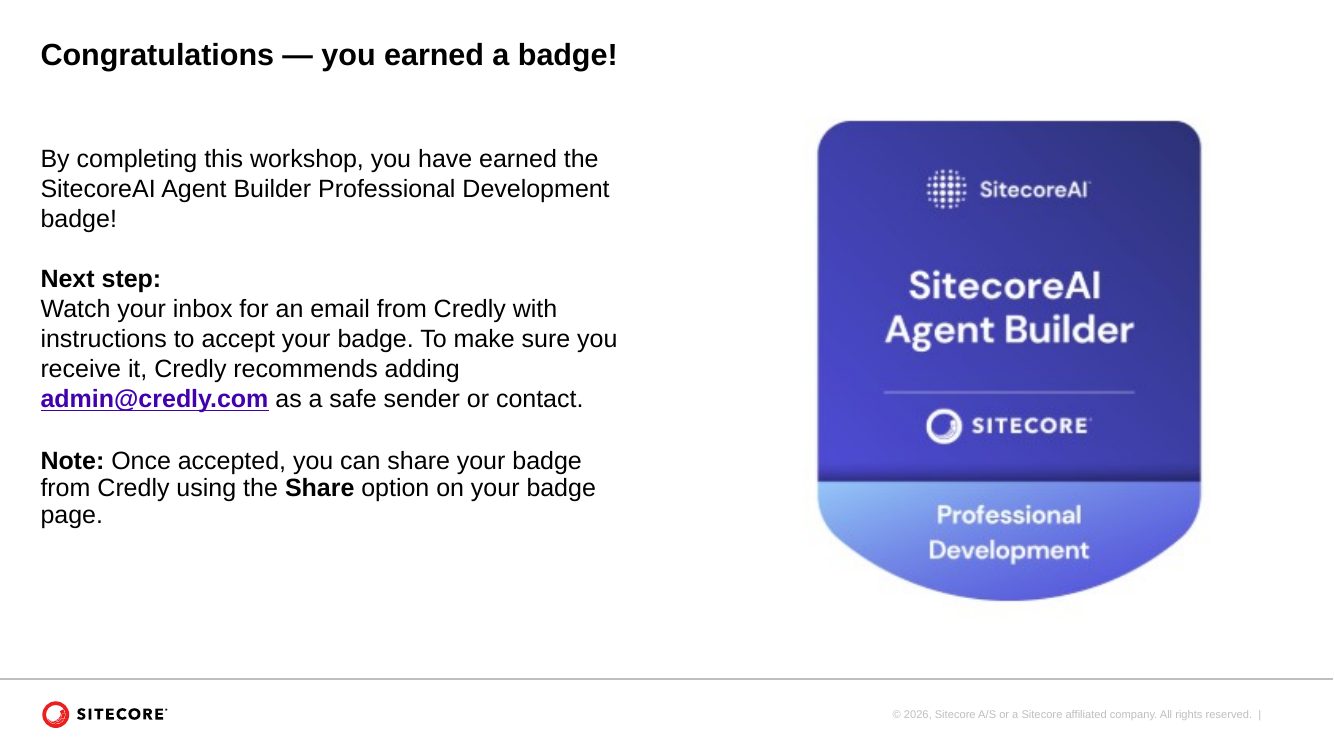 Congratulations — you earned a badge!
By completing this workshop, you have earned the
SitecoreAI Agent Builder Professional Development
badge!
Next step:
Watch your inbox for an email from Credly with
instructions to accept your badge. To make sure you
receive it, Credly recommends adding
admin@credly.com as a safe sender or contact.
Note: Once accepted, you can share your badge
from Credly using the Share option on your badge
page.
SitecoreAI
SitecoreAI
Agent Builder
SITECORE
Professional
Development
SITECORE
© 2026, Sitecore A/S or a Sitecore affiliated company. All rights reserved. |